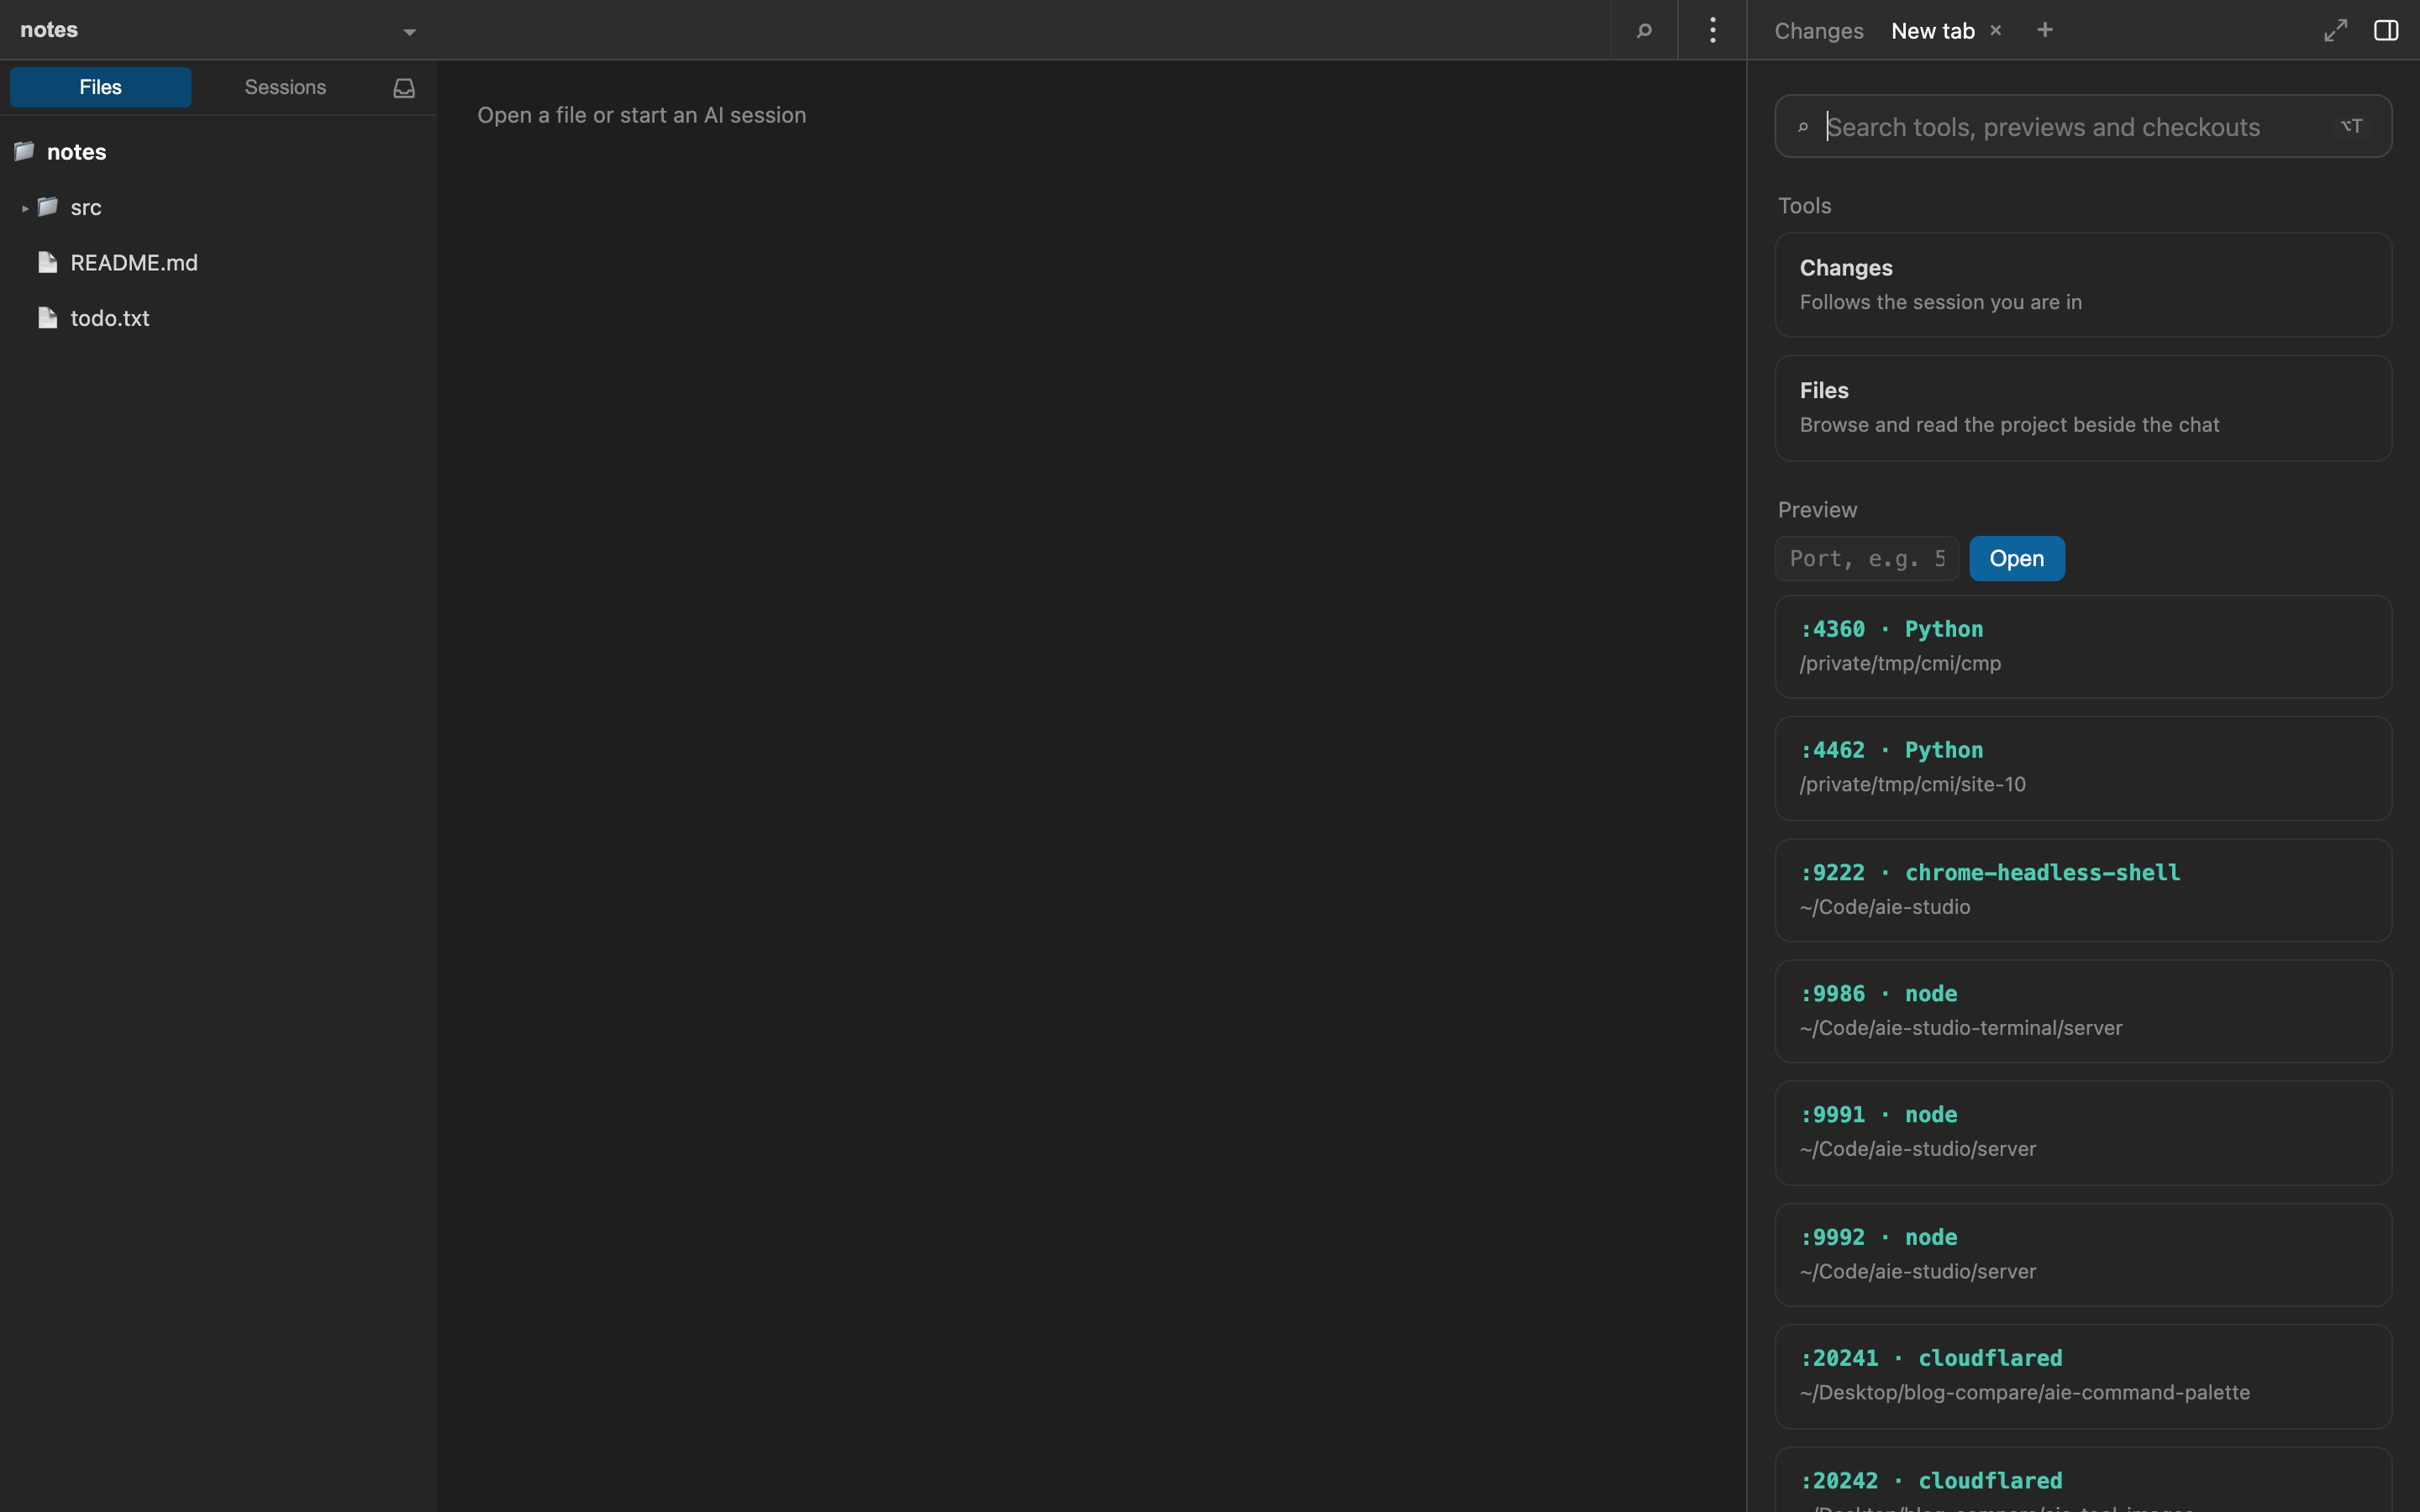 notes
Changes
New tab
Files
Sessions
notes
src
README.md
todo.txt
Open a file or start an AI session
Search tools, previews and checkouts
⌥T
Tools
Changes
Follows the session you are in
Files
Browse and read the project beside the chat
Preview
Port, e.g. 5
Open
:4360 · Python
/private/tmp/cmi/cmp
:4462 · Python
/private/tmp/cmi/site-10
:9222 · chrome-headless-shell
~/Code/aie-studio
:9986 · node
~/Code/aie-studio-terminal/server
:9991 · node
~/Code/aie-studio/server
:9992 · node
~/Code/aie-studio/server
:20241 · cloudflared
~/Desktop/blog-compare/aie-command-palette
:20242 · cloudflared